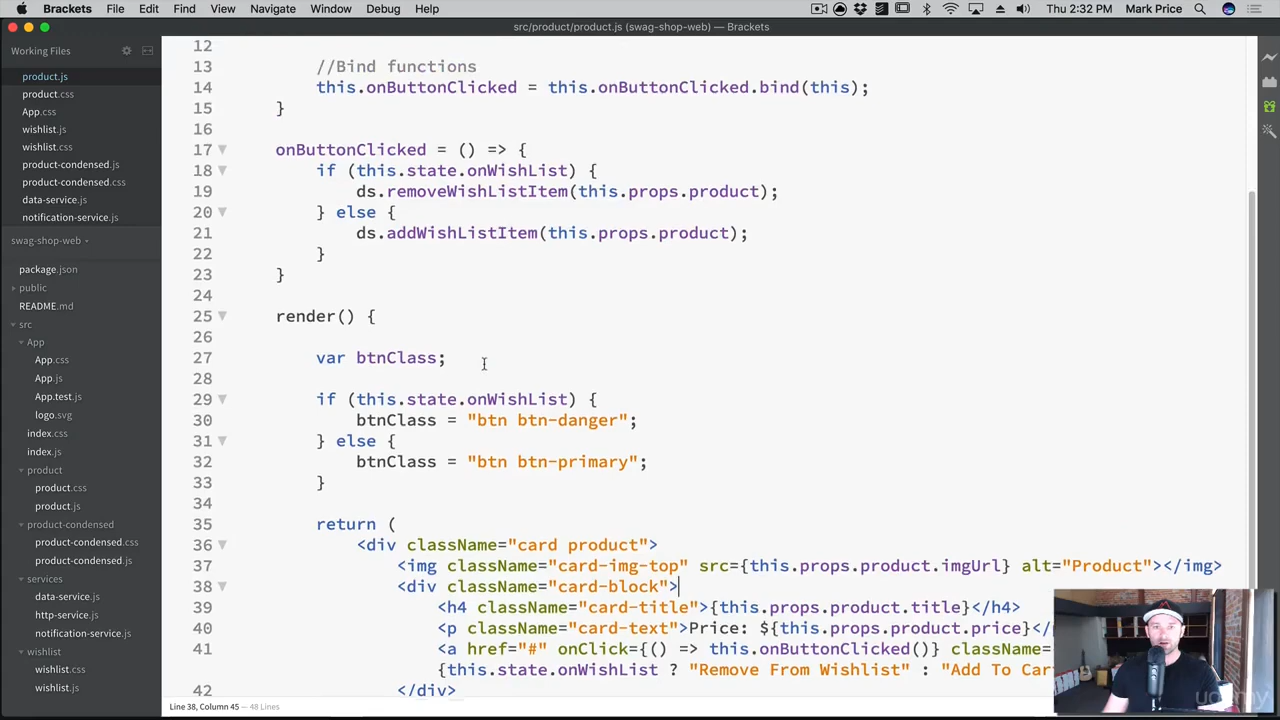 Brackets File Edit Find View Navigate Window Debug Help Thu 2:32 PM Mark Price
src/product/product.js (swag-shop-web) — Brackets
Working Files
product.js
product.css
App.css
wishlist.js
wishlist.css
product-condensed.js
product-condensed.css
data-service.js
notification-service.js
swag-shop-web
package.json
public
README.md
src
App
App.css
App.js
App.test.js
logo.svg
index.css
index.js
product
product.css
product.js
product-condensed
product-condensed.css
product-condensed.js
services
data-service.js
http-service.js
notification-service.js
wishlist
wishlist.css
wishlist.js
12
13 //Bind functions
14 this.onButtonClicked = this.onButtonClicked.bind(this);
15 }
16
17 onButtonClicked = () => {
18 if (this.state.onWishList) {
19 ds.removeWishListItem(this.props.product);
20 } else {
21 ds.addWishListItem(this.props.product);
22 }
23 }
24
25 render() {
26
27 var btnClass;
28
29 if (this.state.onWishList) {
30 btnClass = "btn btn-danger";
31 } else {
32 btnClass = "btn btn-primary";
33 }
34
35 return (
36 <div className="card product">
37 <img className="card-img-top" src={this.props.product.imgUrl} alt="Product"></img>
38 <div className="card-block">
39 <h4 className="card-title">{this.props.product.title}</h4>
40 <p className="card-text">Price: ${this.props.product.price}</p
41 <a href="#" onClick={() => this.onButtonClicked()} className=
{this.state.onWishList ? "Remove From Wishlist" : "Add To Car
42 </div>
Line 38, Column 45 — 48 Lines
udemy